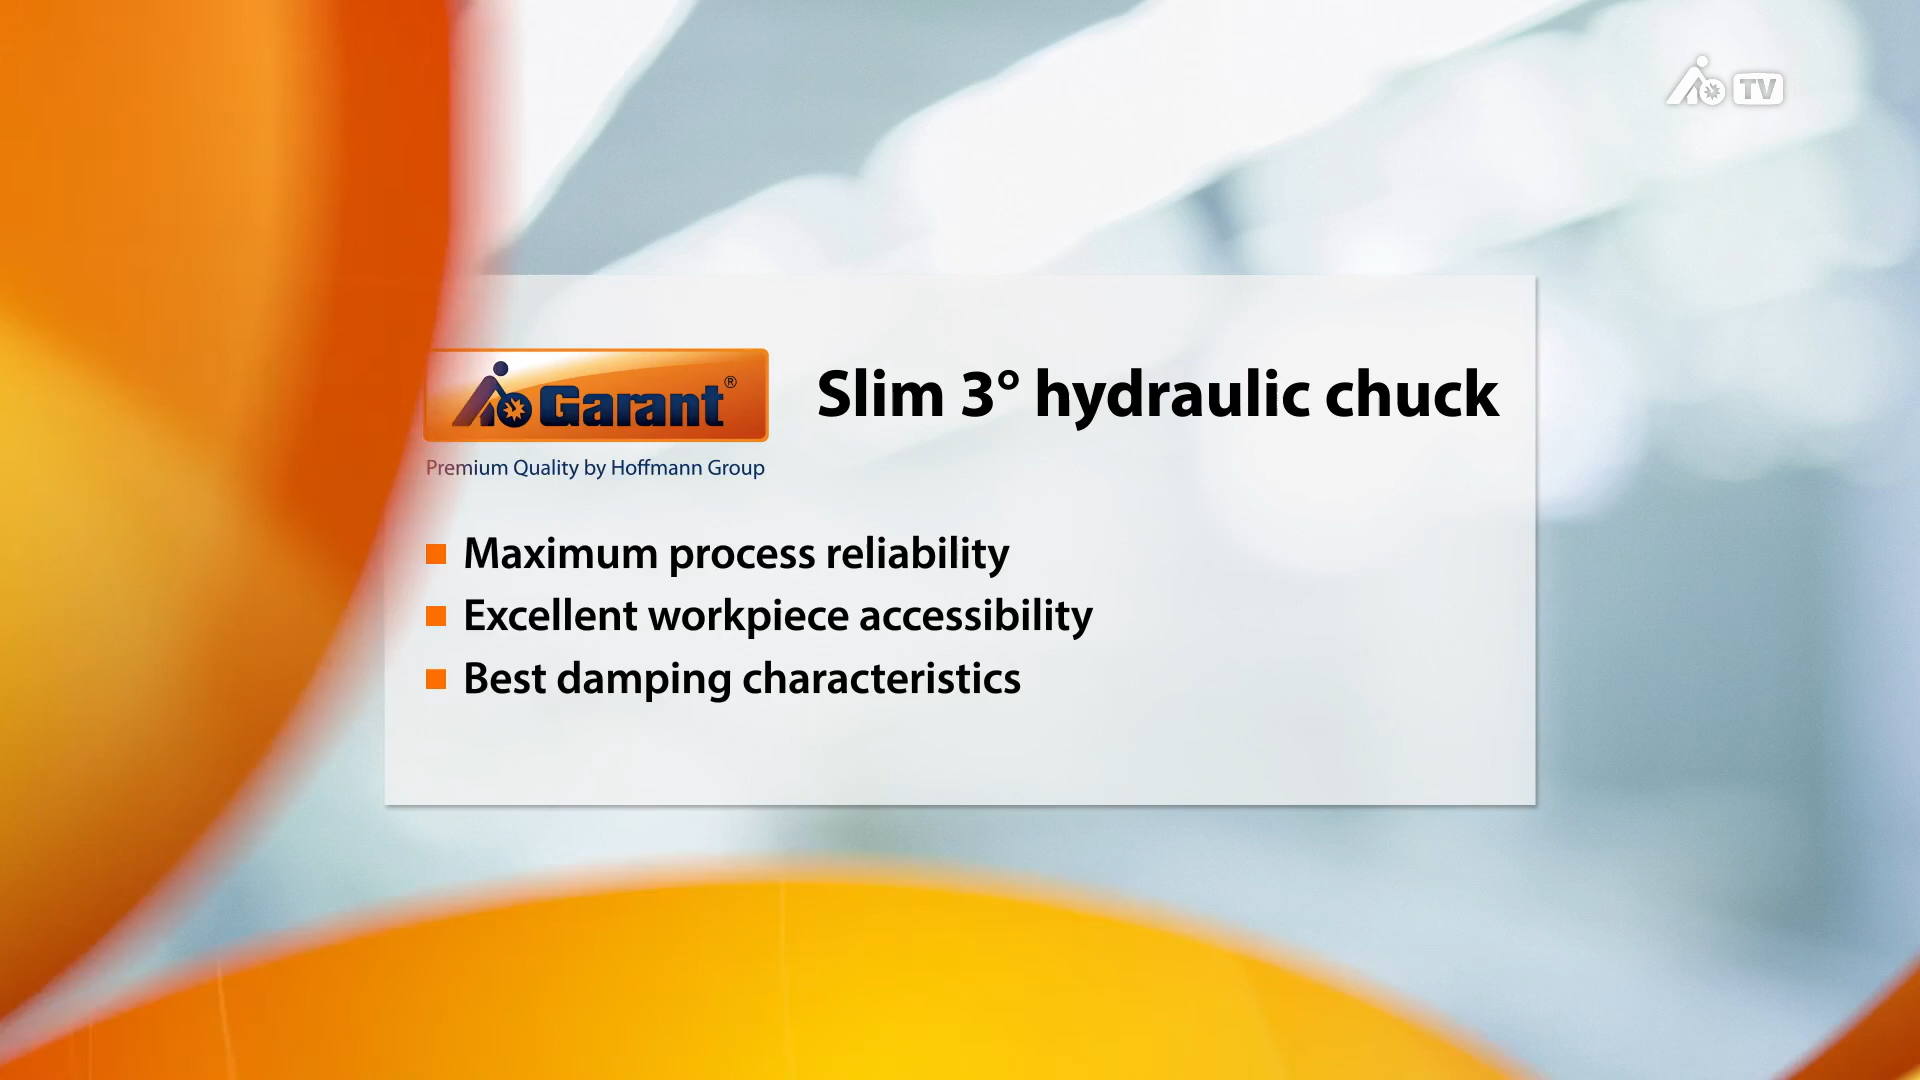 TV
Garant®
Slim 3° hydraulic chuck
Premium Quality by Hoffmann Group
Maximum process reliability
Excellent workpiece accessibility
Best damping characteristics